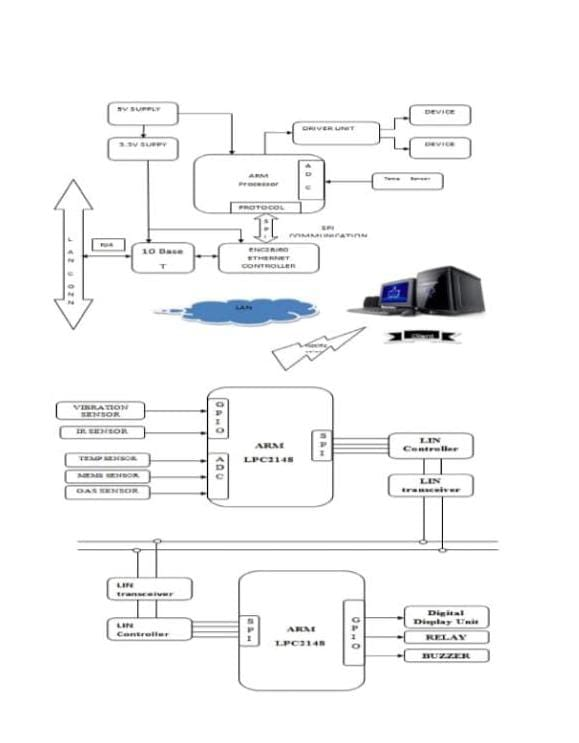 5V SUPPLY
3.3V SUPPY
DRIVER UNIT
DEVICE
DEVICE
ARM
Processor
A
D
C
Temp Sensor
PROTOCOL
S
P
I
SPI
COMMUNICATION
L
A
N
C
O
N
N
10 Base
T
ENC28J60
ETHERNET
CONTROLLER
LAN
VIBRATION
SENSOR
IR SENSOR
TEMP SENSOR
MEMS SENSOR
GAS SENSOR
G
P
I
O
A
D
C
ARM
LPC2148
S
P
I
LIN
Controller
LIN
transceiver
LIN
transceiver
LIN
Controller
S
P
I
ARM
LPC2148
G
P
I
O
Digital
Display Unit
RELAY
BUZZER